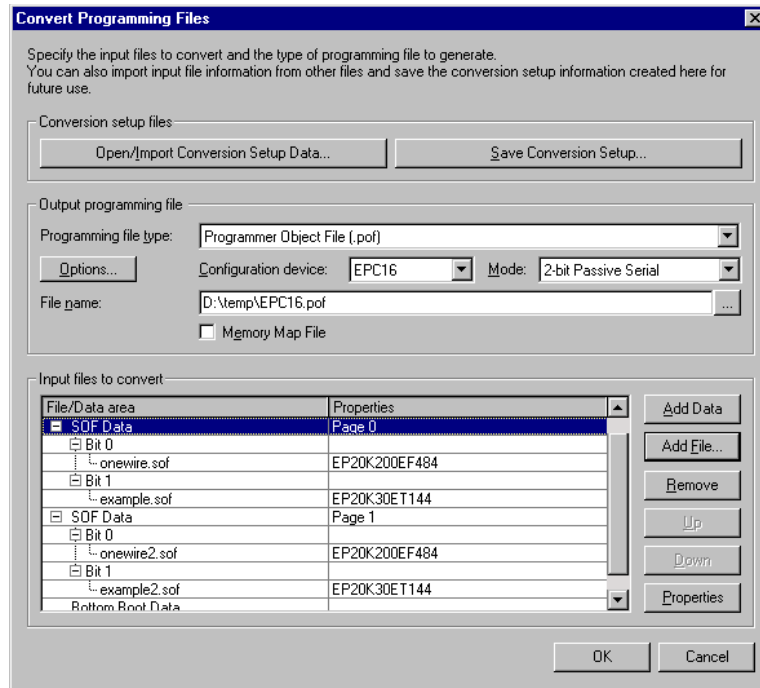 Convert Programming Files
Specify the input files to convert and the type of programming file to generate.
You can also import input file information from other files and save the conversion setup information created here for
future use.
Conversion setup files
Open/Import Conversion Setup Data...
Save Conversion Setup...
Output programming file
Programming file type:
Programmer Object File (.pof)
Options...
Configuration device:
EPC16
Mode:
2-bit Passive Serial
File name:
D:\temp\EPC16.pof
...
Memory Map File
Input files to convert
File/Data area Properties
SOF Data Page 0
Bit 0
onewire.sof EP20K200EF484
Bit 1
example.sof EP20K30ET144
SOF Data Page 1
Bit 0
onewire2.sof EP20K200EF484
Bit 1
example2.sof EP20K30ET144
Bottom Boot Data
Add Data
Add File...
Remove
Up
Down
Properties
OK
Cancel